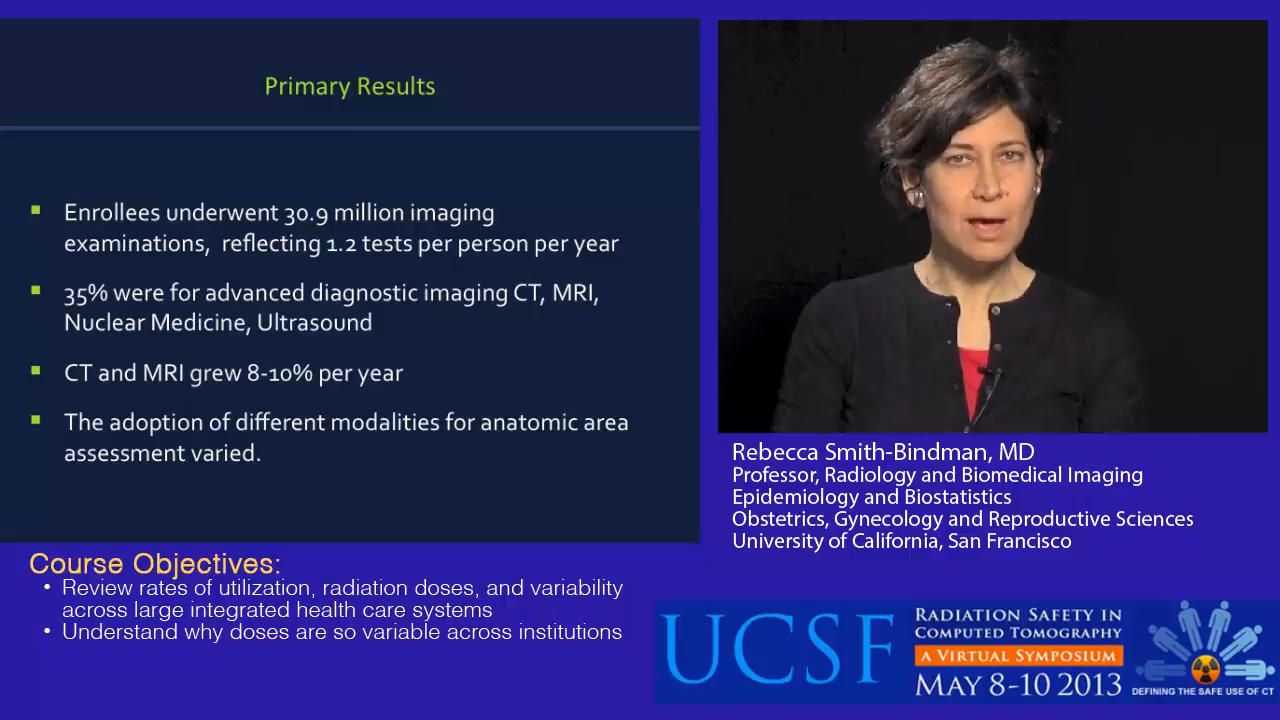 Primary Results
▪ Enrollees underwent 30.9 million imaging
examinations, reflecting 1.2 tests per person per year
▪ 35% were for advanced diagnostic imaging CT, MRI,
Nuclear Medicine, Ultrasound
▪ CT and MRI grew 8-10% per year
▪ The adoption of different modalities for anatomic area
assessment varied.
Rebecca Smith-Bindman, MD
Professor, Radiology and Biomedical Imaging
Epidemiology and Biostatistics
Obstetrics, Gynecology and Reproductive Sciences
University of California, San Francisco
Course Objectives:
• Review rates of utilization, radiation doses, and variability
across large integrated health care systems
• Understand why doses are so variable across institutions
UCSF
Radiation Safety in
Computed Tomography
a Virtual Symposium
May 8-10 2013
DEFINING THE SAFE USE OF CT